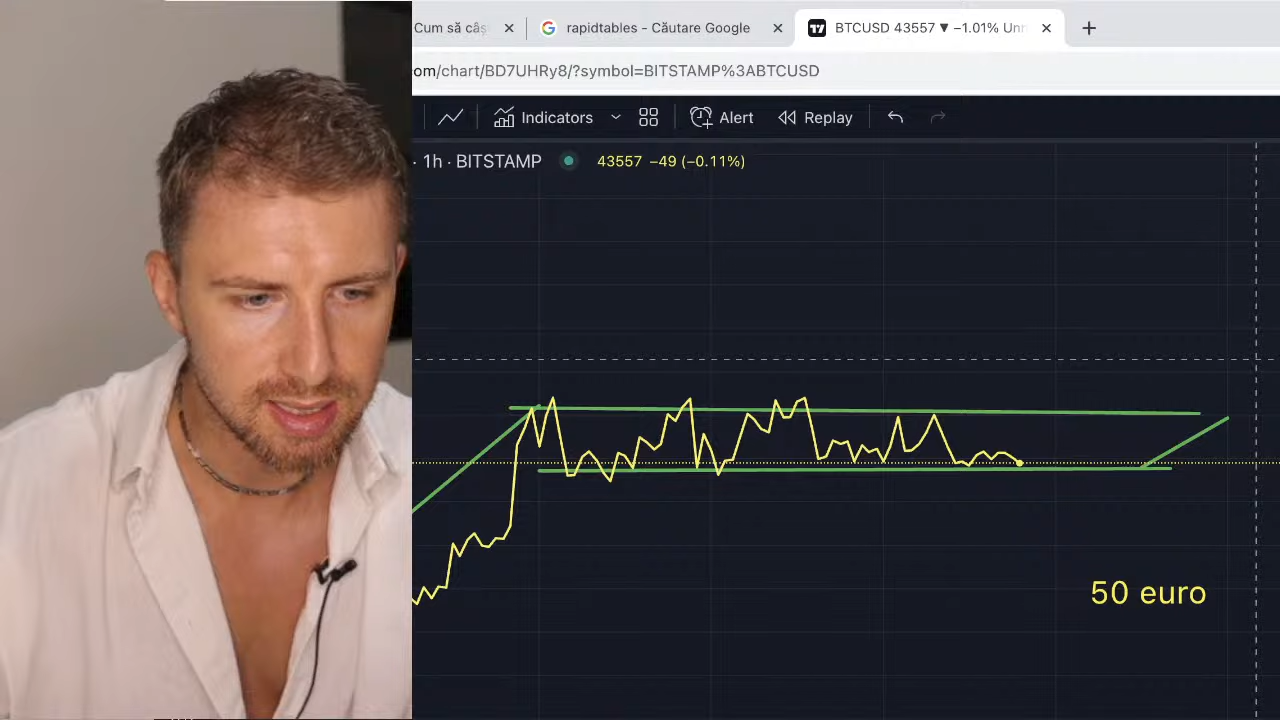 Cum să câș
rapidtables - Căutare Google
BTCUSD 43557 ▼ −1.01% Unn
om/chart/BD7UHRy8/?symbol=BITSTAMP%3ABTCUSD
Indicators
Alert
Replay
· 1h · BITSTAMP
43557 −49 (−0.11%)
50 euro